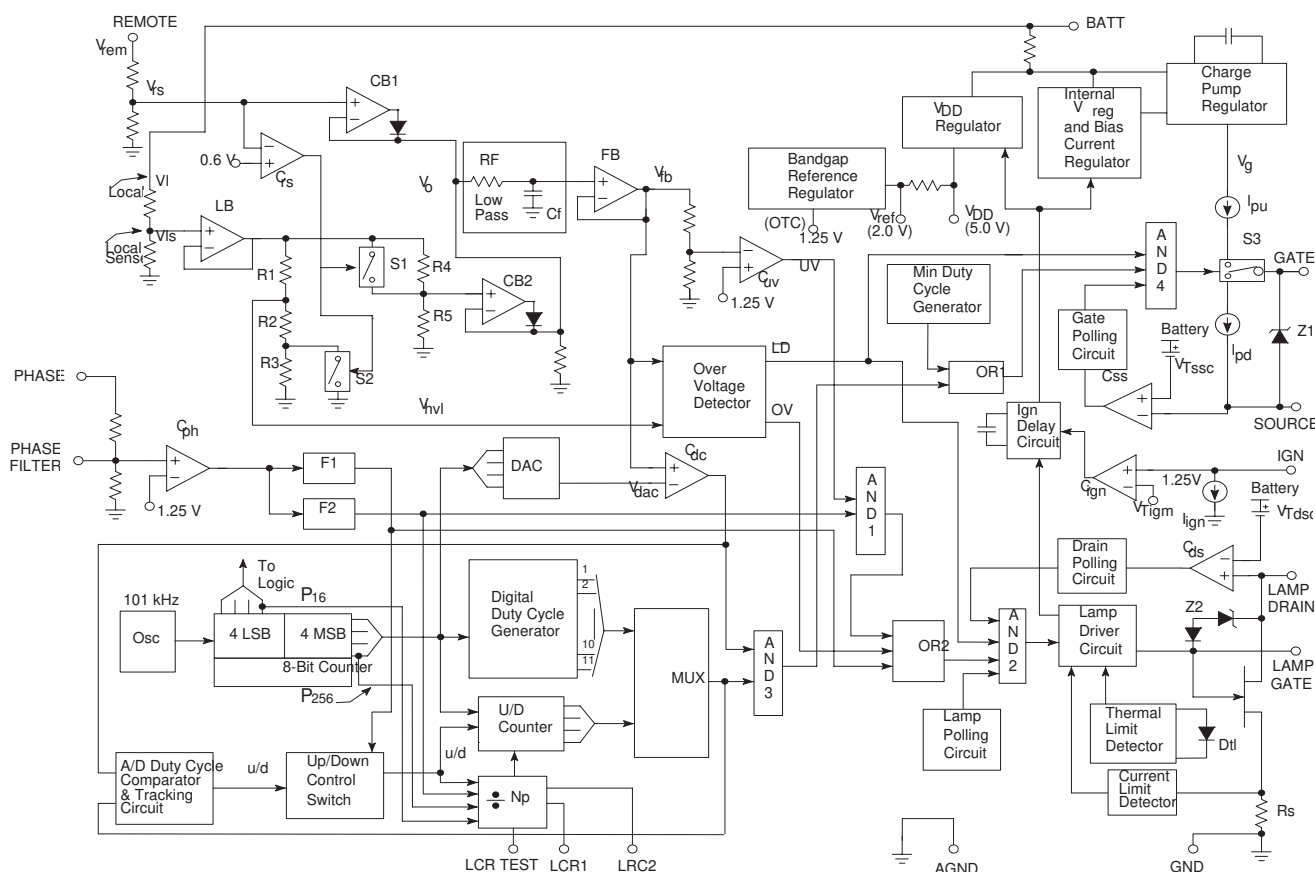 REMOTE
Vrem
Vrs
CB1
BATT
Charge
Pump
Regulator
Internal
V reg
and Bias
Current
Regulator
VDD
Regulator
Bandgap
Reference
Regulator
(OTC)
1.25 V
Vref
(2.0 V)
VDD
(5.0 V)
Vg
Ipu
S3
GATE
Z1
Ipd
0.6 V
Crs
Vo
RF
Low
Pass
Cf
FB
Vfb
Local
Vl
Vls
Local
Sense
LB
R1
R2
R3
S1
S2
R4
R5
CB2
Cuv
UV
1.25 V
Min Duty
Cycle
Generator
A
N
D
4
Gate
Polling
Circuit
Css
Battery
VTssc
SOURCE
PHASE
PHASE
FILTER
Cph
1.25 V
F1
F2
Vhvl
Over
Voltage
Detector
LD
OV
OR1
Ign
Delay
Circuit
Cign
VTigm
1.25V
Iign
IGN
DAC
Vdac
Cdc
A
N
D
1
Battery
VTdsc
Cds
Drain
Polling
Circuit
LAMP
DRAIN
To
Logic
P16
101 kHz
Osc
4 LSB
4 MSB
8-Bit Counter
P256
Digital
Duty Cycle
Generator
1
2
10
11
MUX
A
N
D
3
OR2
A
N
D
2
Lamp
Driver
Circuit
Z2
LAMP
GATE
Lamp
Polling
Circuit
Thermal
Limit
Detector
Dtl
Current
Limit
Detector
Rs
U/D
Counter
u/d
A/D Duty Cycle
Comparator
& Tracking
Circuit
u/d
Up/Down
Control
Switch
÷ Np
LCR TEST
LCR1
LRC2
AGND
GND